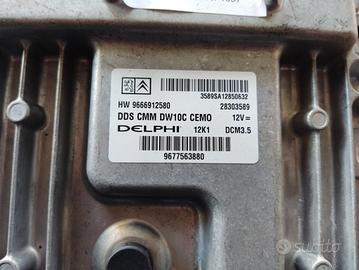 3589SA12850632
HW 9666912580 28303589
DDS CMM DW10C CEMO 12V=
DELPHI 12K1 DCM3.5
9677563880
subito